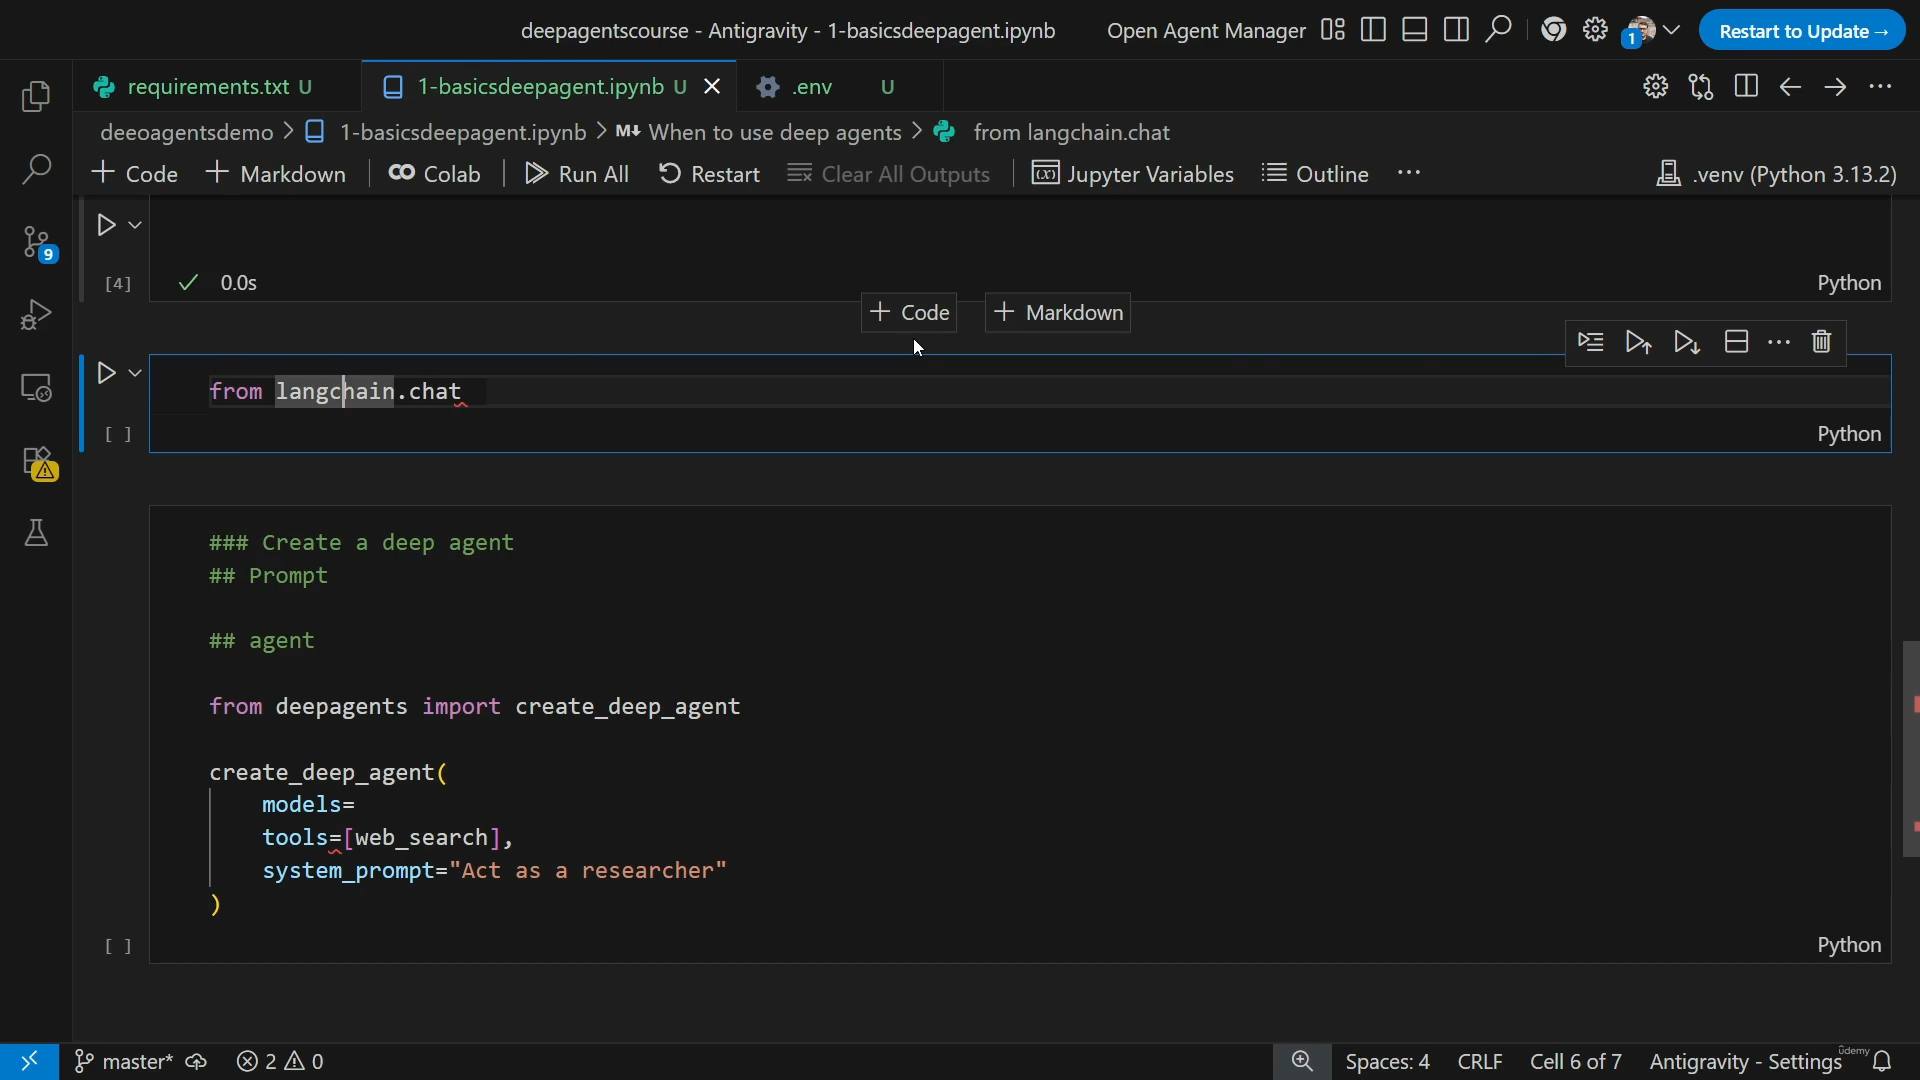 deepagentscourse - Antigravity - 1-basicsdeepagent.ipynb
Open Agent Manager
1
Restart to Update →
requirements.txt U
1-basicsdeepagent.ipynb U
.env U
deeoagentsdemo > 1-basicsdeepagent.ipynb > M↓ When to use deep agents > from langchain.chat
+ Code + Markdown Colab Run All Restart Clear All Outputs Jupyter Variables Outline ... .venv (Python 3.13.2)
9
[4] 0.0s Python
+ Code + Markdown
from langchain.chat
[ ] Python
### Create a deep agent
## Prompt
## agent
from deepagents import create_deep_agent
create_deep_agent(
models=
tools=[web_search],
system_prompt="Act as a researcher"
)
[ ] Python
master* 2 0 Spaces: 4 CRLF Cell 6 of 7 Antigravity - Settings
ûdemy